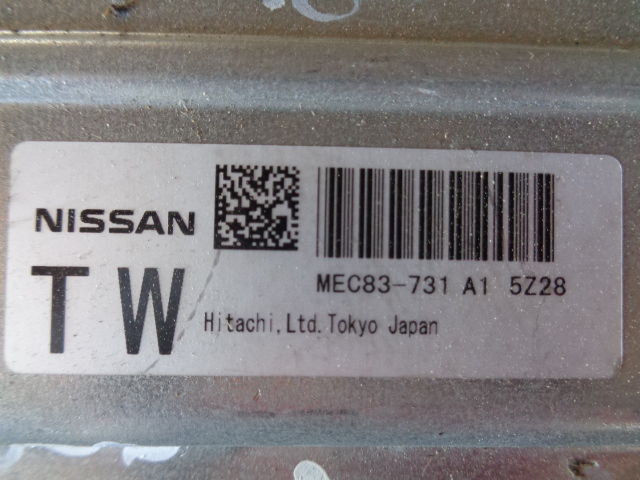 NISSAN
TW
MEC83-731 A1 5Z28
Hitachi,Ltd.Tokyo Japan